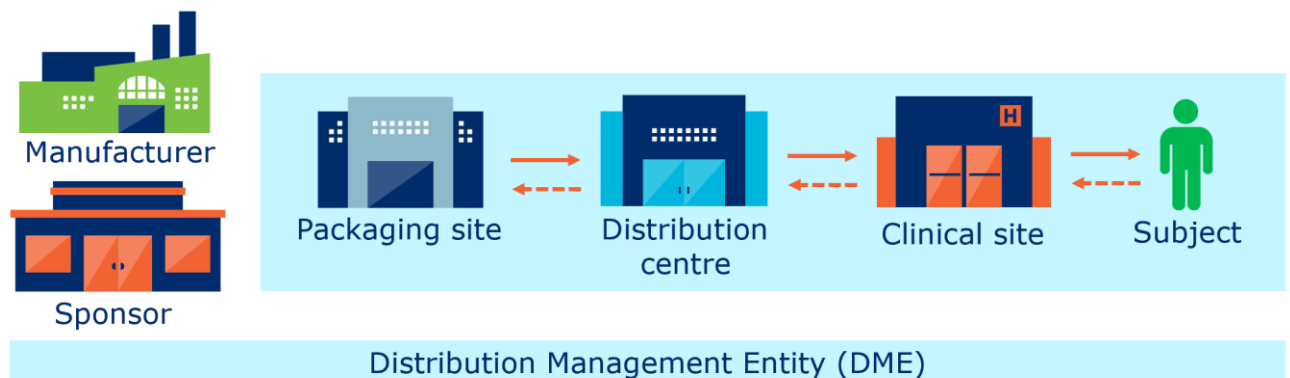 Manufacturer
Sponsor
Packaging site
Distribution
centre
H
Clinical site
Subject
Distribution Management Entity (DME)